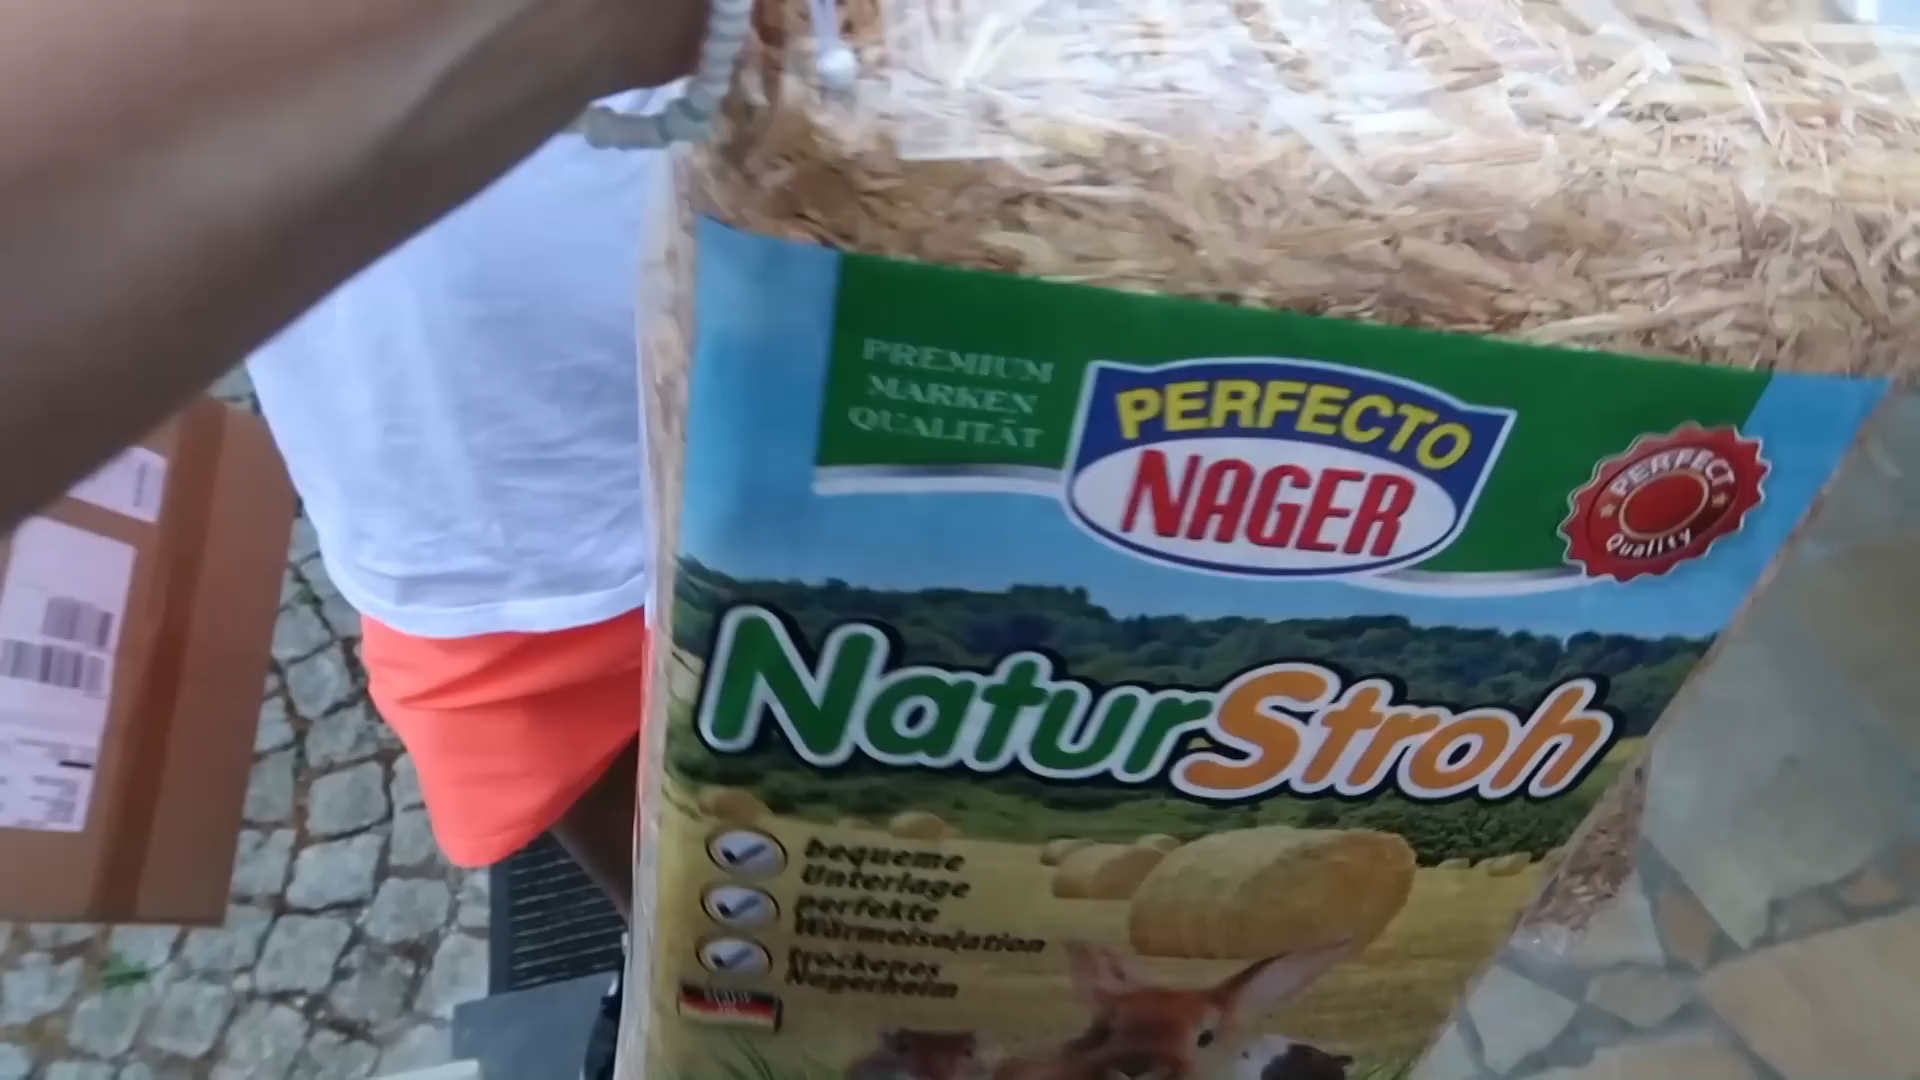 PREMIUM
MARKEN
QUALITÄT
PERFECTO
NAGER
PERFECT
Quality
NaturStroh
bequeme
Unterlage
perfekte
Wärmeisolation
trockenes
Nagerheim